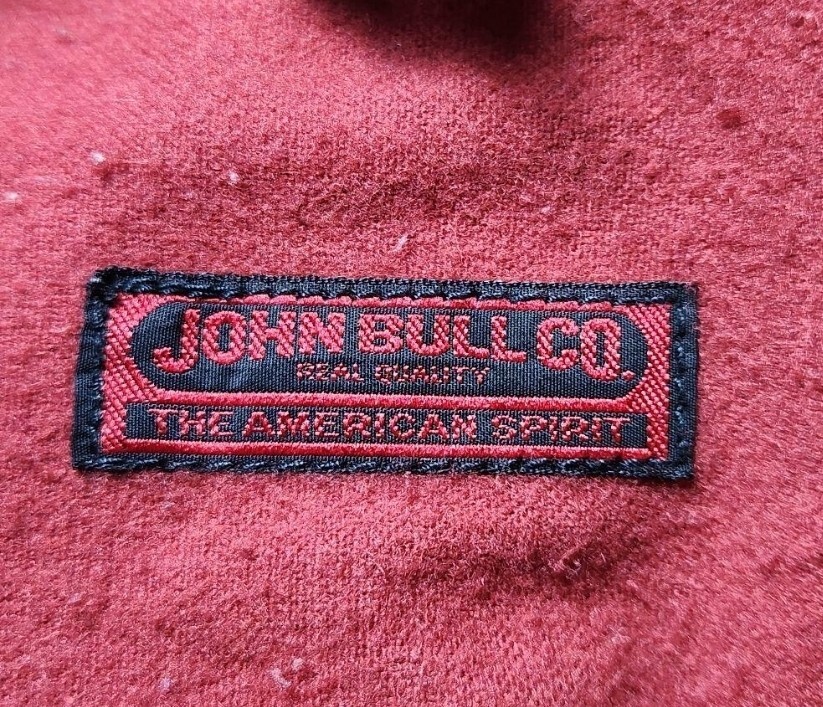 JOHN BULL CO.
REAL QUALITY
THE AMERICAN SPIRIT